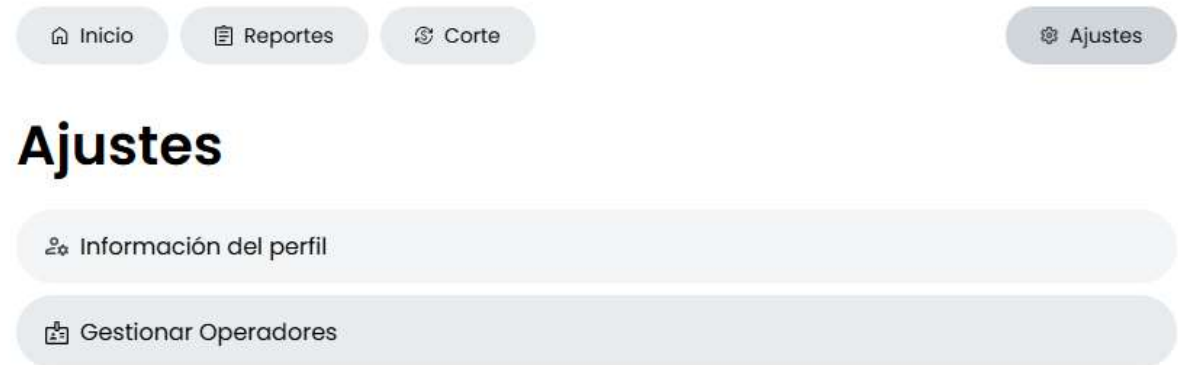 Inicio Reportes Corte Ajustes
Ajustes
Información del perfil
Gestionar Operadores